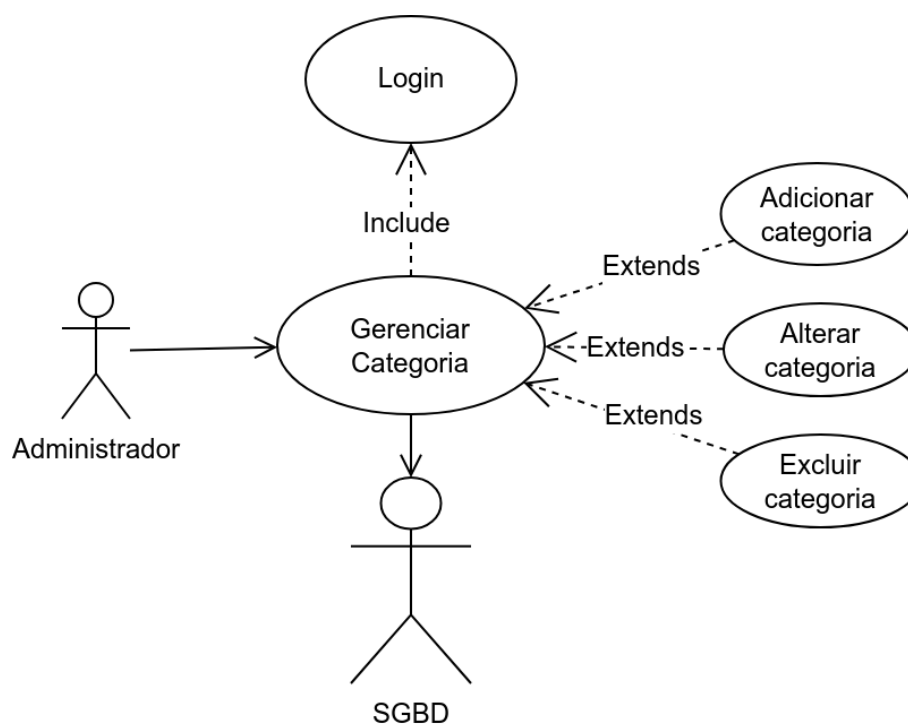 Login
Include
Adicionar
categoria
Extends
Gerenciar
Categoria
Extends
Alterar
categoria
Extends
Administrador
Excluir
categoria
SGBD